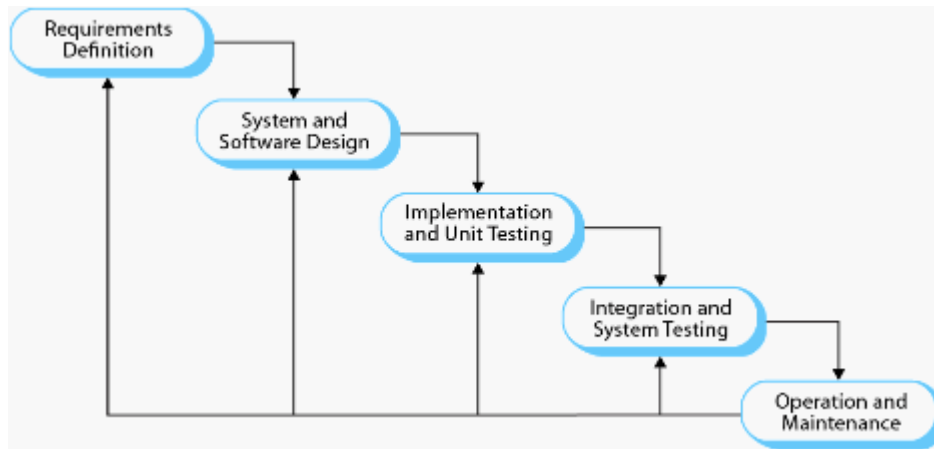 Requirements
Definition
System and
Software Design
Implementation
and Unit Testing
Integration and
System Testing
Operation and
Maintenance